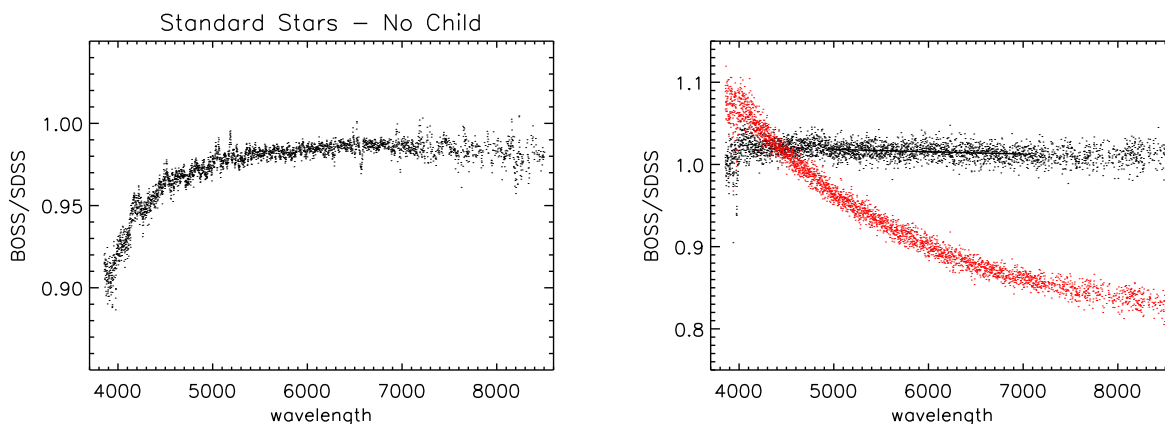 Standard Stars – No Child
BOSS/SDSS
1.00
0.95
0.90
4000 5000 6000 7000 8000
wavelength
BOSS/SDSS
1.1
1.0
0.9
0.8
4000 5000 6000 7000 8000
wavelength